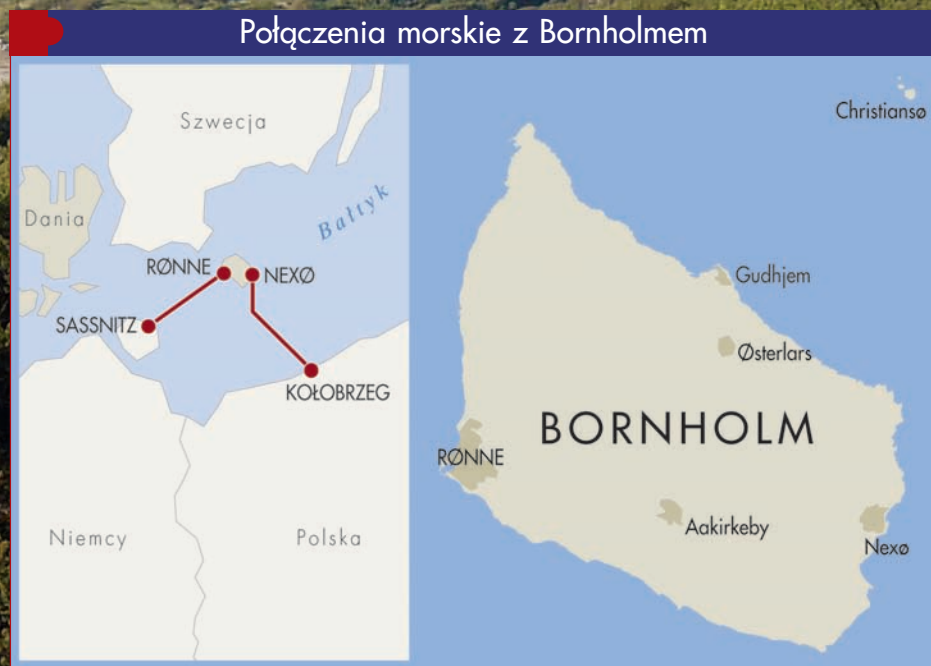 Połączenia morskie z Bornholmem
Szwecja
Dania
Bałtyk
RØNNE
NEXØ
SASSNITZ
KOŁOBRZEG
Niemcy
Polska
Christiansø
Gudhjem
Østerlars
BORNHOLM
RØNNE
Aakirkeby
Nexø